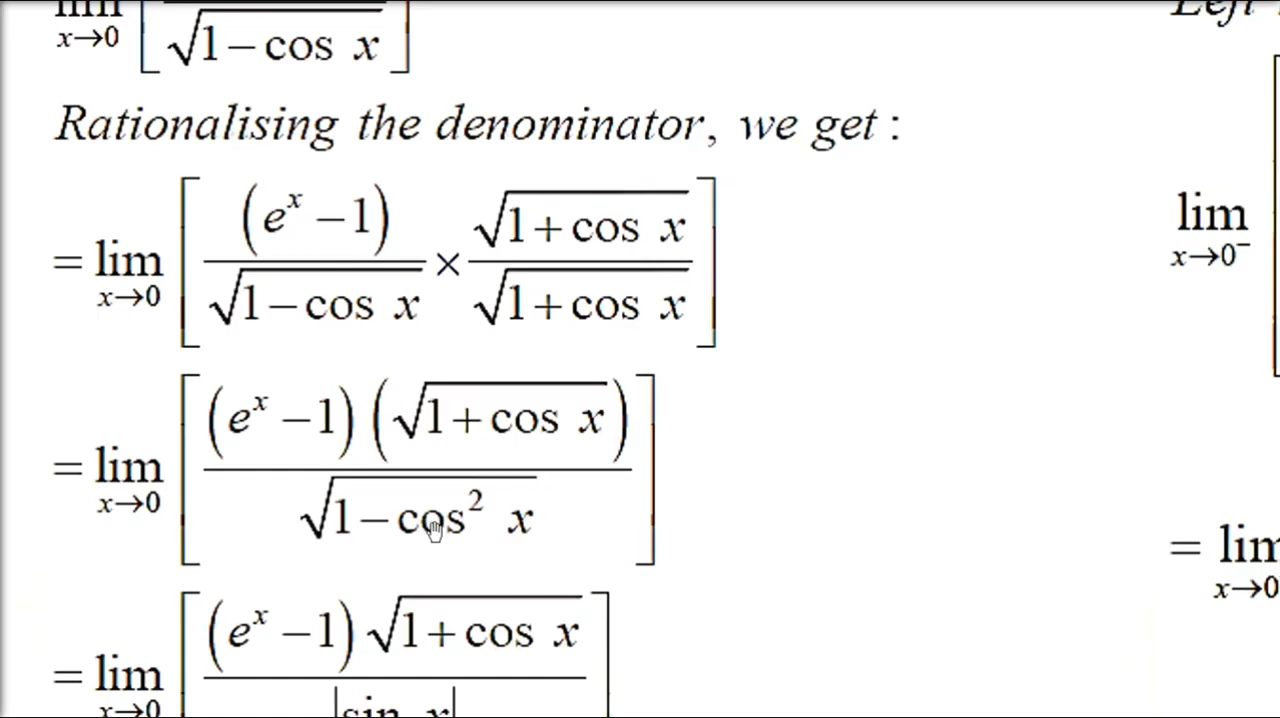 lim x→0 [ / √(1 − cos x) ]
Left
Rationalising the denominator, we get :
= lim x→0 [ (e^x − 1) / √(1 − cos x) × √(1 + cos x) / √(1 + cos x) ]
lim x→0⁻
= lim x→0 [ (e^x − 1) (√(1 + cos x)) / √(1 − cos² x) ]
= lim x→0
= lim x→0 [ (e^x − 1) √(1 + cos x) / |sin x| ]